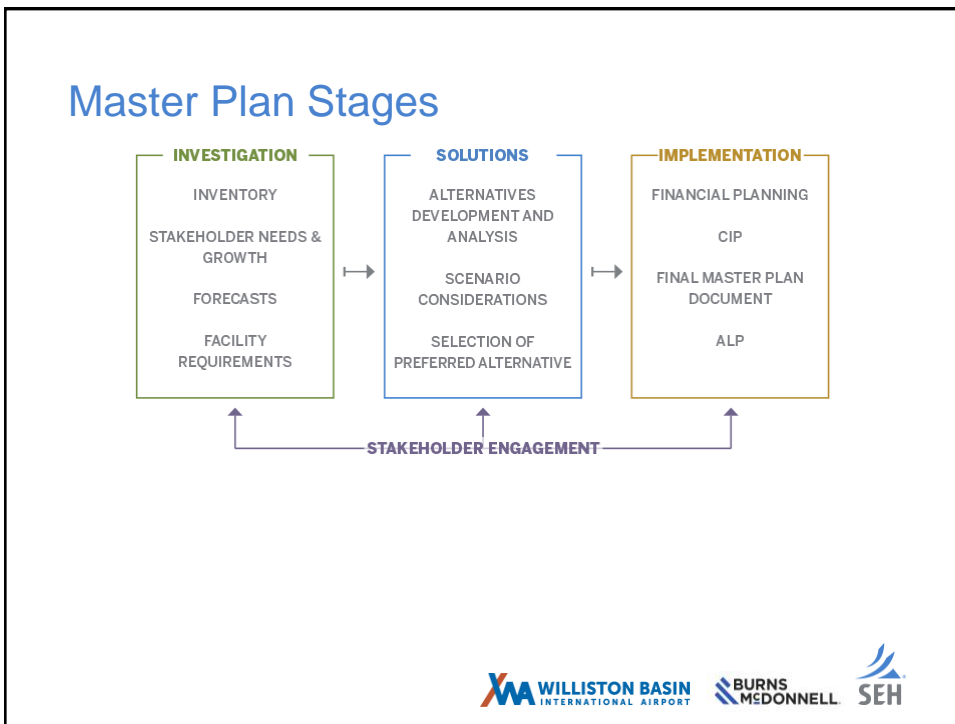 Master Plan Stages
INVESTIGATION
INVENTORY
STAKEHOLDER NEEDS &
GROWTH
FORECASTS
FACILITY
REQUIREMENTS
SOLUTIONS
ALTERNATIVES
DEVELOPMENT AND
ANALYSIS
SCENARIO
CONSIDERATIONS
SELECTION OF
PREFERRED ALTERNATIVE
IMPLEMENTATION
FINANCIAL PLANNING
CIP
FINAL MASTER PLAN
DOCUMENT
ALP
STAKEHOLDER ENGAGEMENT
XWA WILLISTON BASIN
INTERNATIONAL AIRPORT
BURNS
MCDONNELL
SEH